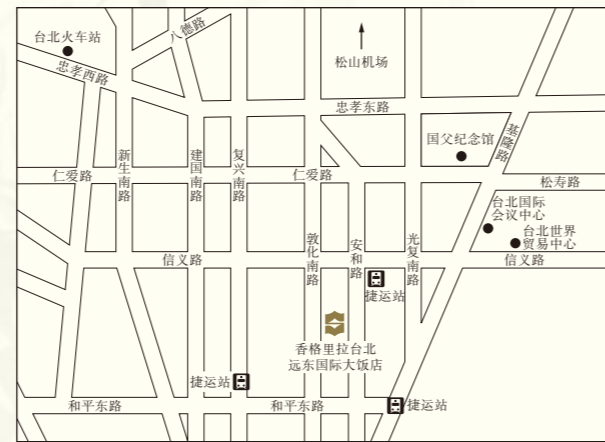 台北火车站
忠孝西路
八德路
松山机场
忠孝东路
国父纪念馆
基隆路
新生南路
建国南路
复兴南路
仁爱路
仁爱路
松寿路
台北国际
会议中心
台北世界
贸易中心
信义路
敦化南路
安和路
光复南路
信义路
捷运站
香格里拉台北
远东国际大饭店
捷运站
和平东路
和平东路
捷运站